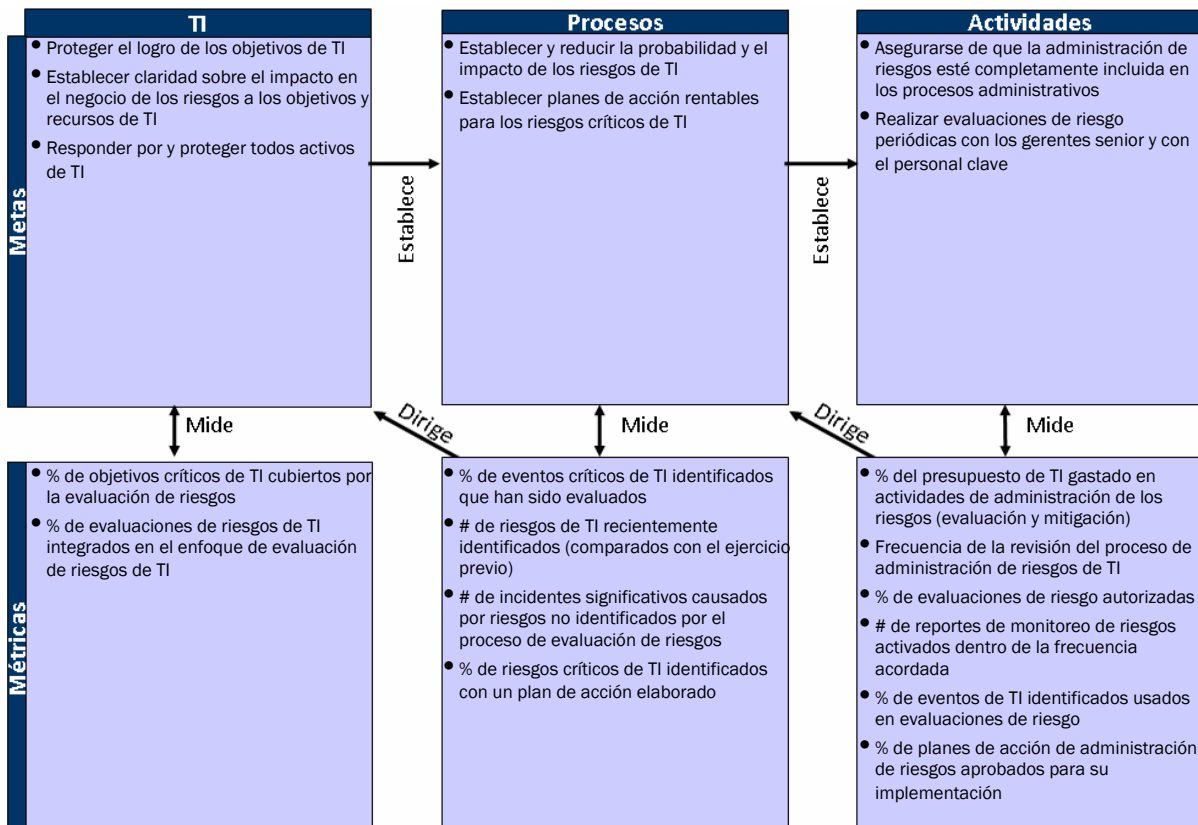 TI
Procesos
Actividades
Metas
• Proteger el logro de los objetivos de TI
• Establecer claridad sobre el impacto en
el negocio de los riesgos a los objetivos y
recursos de TI
• Responder por y proteger todos activos
de TI
Establece
• Establecer y reducir la probabilidad y el
impacto de los riesgos de TI
• Establecer planes de acción rentables
para los riesgos críticos de TI
Establece
• Asegurarse de que la administración de
riesgos esté completamente incluida en
los procesos administrativos
• Realizar evaluaciones de riesgo
periódicas con los gerentes senior y con
el personal clave
Mide
Dirige
Mide
Dirige
Mide
Métricas
• % de objetivos críticos de TI cubiertos por
la evaluación de riesgos
• % de evaluaciones de riesgos de TI
integrados en el enfoque de evaluación
de riesgos de TI
• % de eventos críticos de TI identificados
que han sido evaluados
• # de riesgos de TI recientemente
identificados (comparados con el ejercicio
previo)
• # de incidentes significativos causados
por riesgos no identificados por el
proceso de evaluación de riesgos
• % de riesgos críticos de TI identificados
con un plan de acción elaborado
• % del presupuesto de TI gastado en
actividades de administración de los
riesgos (evaluación y mitigación)
• Frecuencia de la revisión del proceso de
administración de riesgos de TI
• % de evaluaciones de riesgo autorizadas
• # de reportes de monitoreo de riesgos
activados dentro de la frecuencia
acordada
• % de eventos de TI identificados usados
en evaluaciones de riesgo
• % de planes de acción de administración
de riesgos aprobados para su
implementación